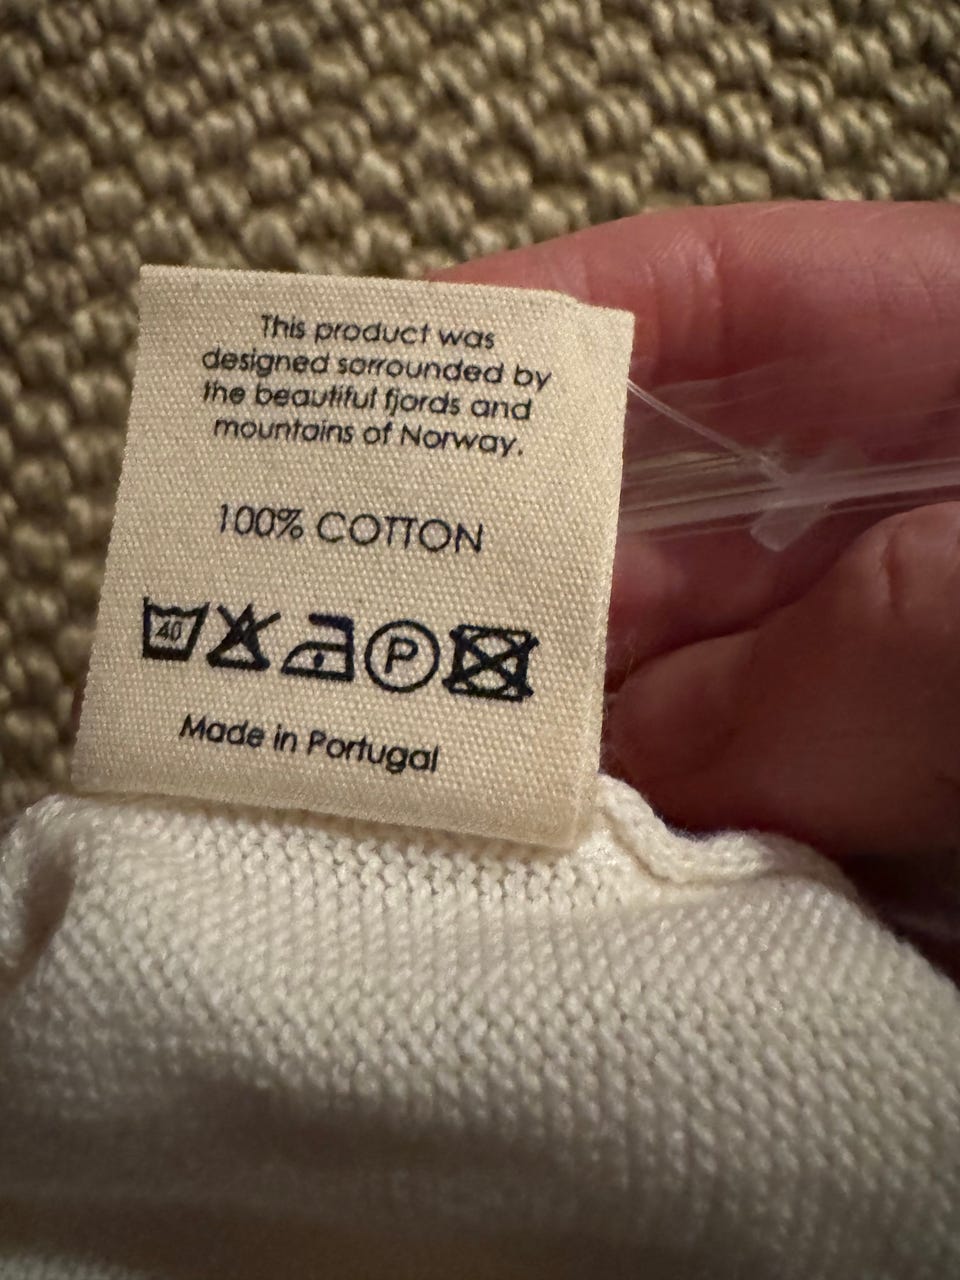 This product was
designed sorrounded by
the beautiful fjords and
mountains of Norway.
100% COTTON
40 P
Made in Portugal